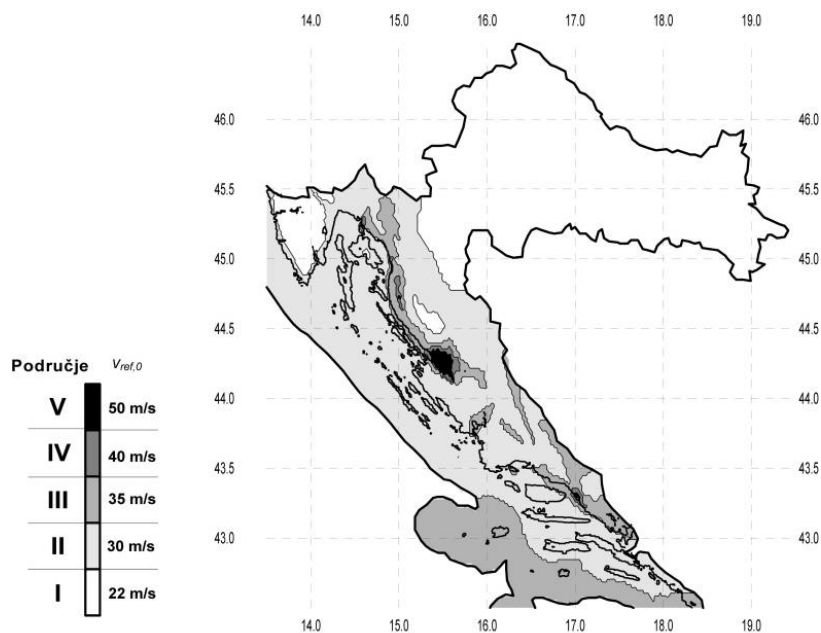 14.0 15.0 16.0 17.0 18.0 19.0
46.0 46.0
45.5 45.5
45.0 45.0
44.5 44.5
44.0 44.0
43.5 43.5
43.0 43.0
14.0 15.0 16.0 17.0 18.0 19.0
Područje Vref,0
V 50 m/s
IV 40 m/s
III 35 m/s
II 30 m/s
I 22 m/s